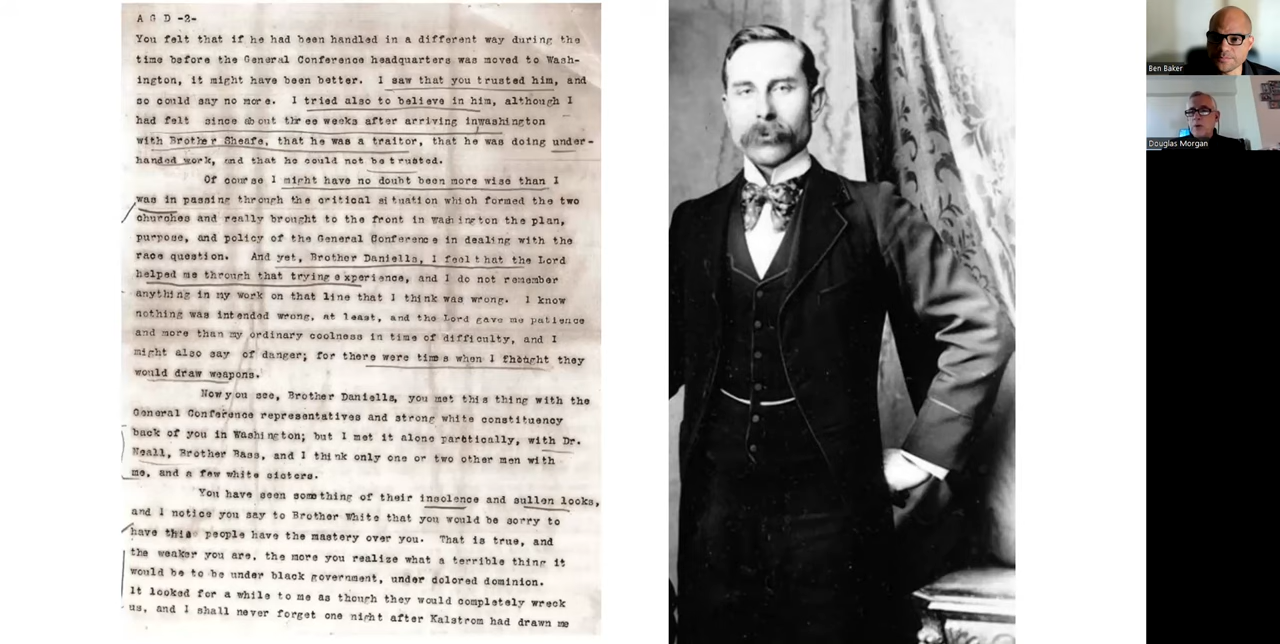 A G D -2-
You felt that if he had been handled in a different way during the
time before the General Conference headquarters was moved to Wash-
ington, it might have been better. I saw that you trusted him, and
so could say no more. I tried also to believe in him, although I
had felt since about three weeks after arriving inwashington
with Brother Sheafe, that he was a traitor, that he was doing under-
handed work, and that he could not be trusted.
Of course I might have no doubt been more wise than I
was in passing through the critical situation which formed the two
churches and really brought to the front in Washington the plan,
purpose, and policy of the General Conference in dealing with the
race question. And yet, Brother Daniells, I feel that the Lord
helped me through that trying experience, and I do not remember
anything in my work on that line that I think was wrong. I know
nothing was intended wrong, at least, and the Lord gave me patience
and more than my ordinary coolness in time of difficulty, and I
might also say of danger; for there were times when I fhought they
would draw weapons.
Now you see, Brother Daniells, you met this thing with the
General Conference representatives and strong white constituency
back of you in Washington; but I met it alone parctically, with Dr.
Neall, Brother Bass, and I think only one or two other men with
me, and a few white sisters.
You have seen something of their insolence and sullen looks,
and I notice you say to Brother White that you would be sorry to
have this people have the mastery over you. That is true, and
the weaker you are, the more you realize what a terrible thing it
would be to be under black government, under dolored dominion.
It looked for a while to me as though they would completely wreck
us, and I shall never forget one night after Kalstrom had drawn me
Ben Baker
Douglas Morgan